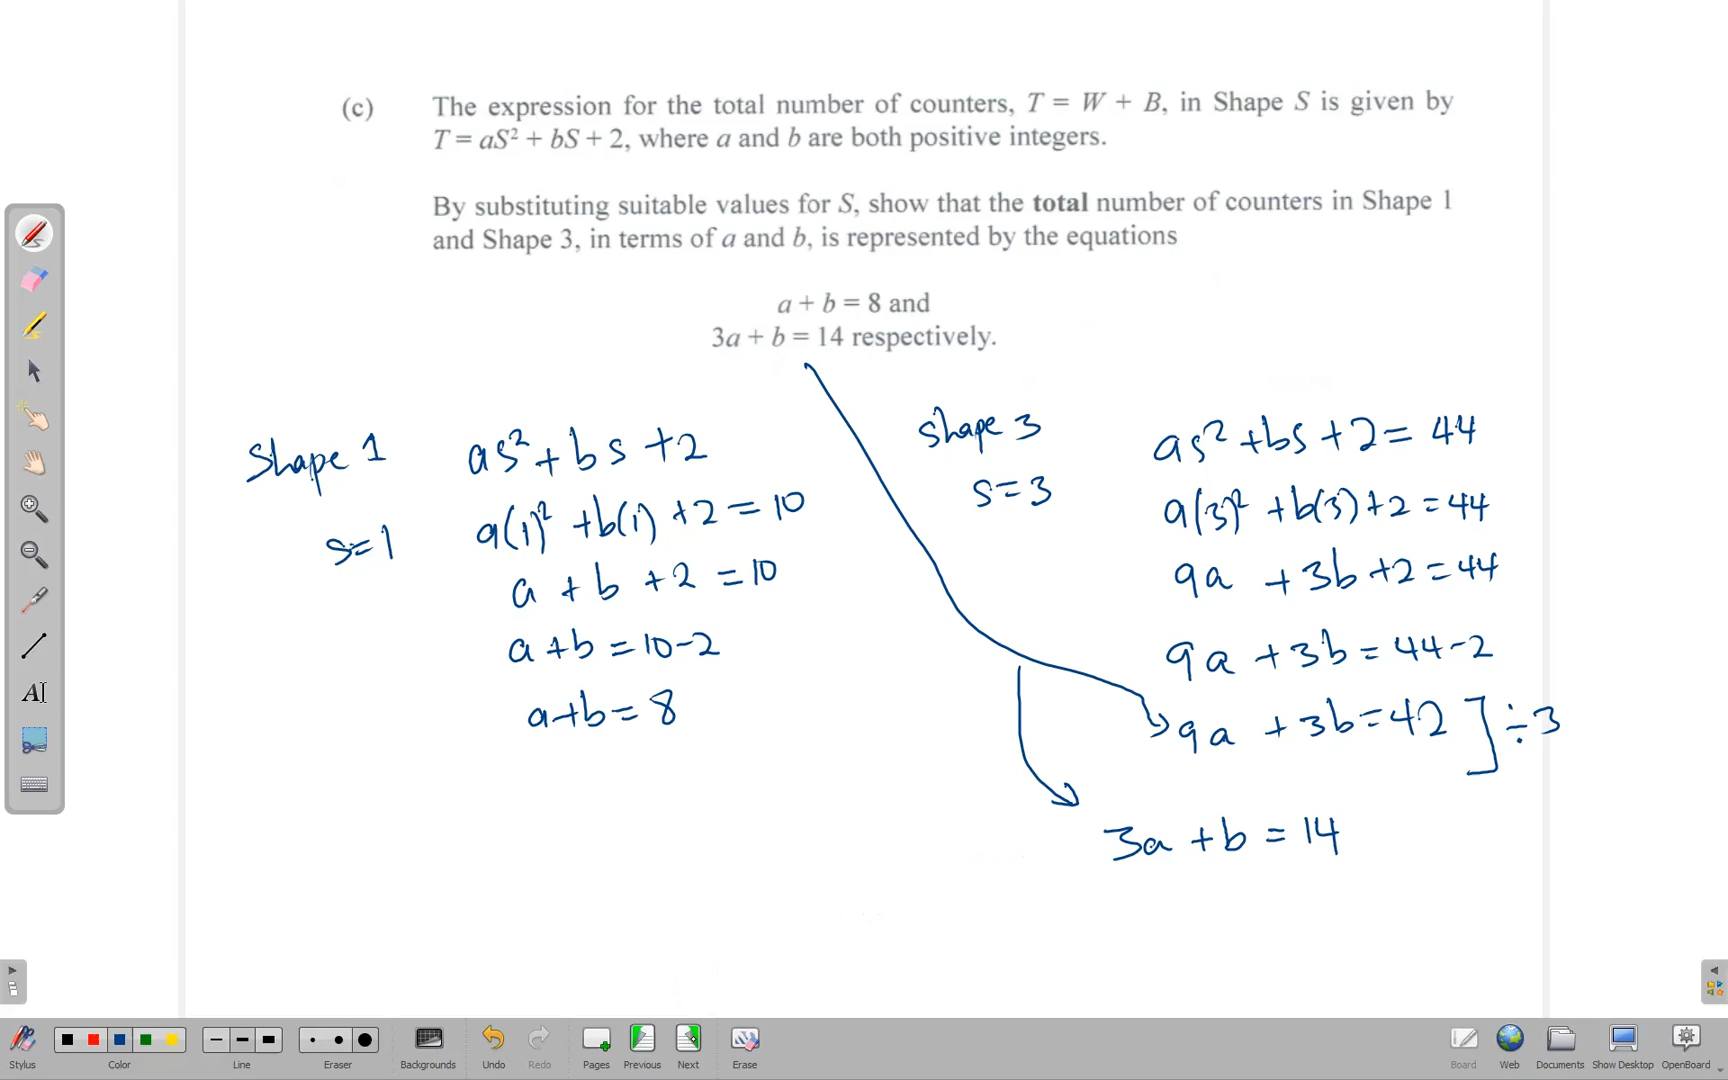 (c) The expression for the total number of counters, T = W + B, in Shape S is given by
T = aS² + bS + 2, where a and b are both positive integers.
By substituting suitable values for S, show that the total number of counters in Shape 1
and Shape 3, in terms of a and b, is represented by the equations
a + b = 8 and
3a + b = 14 respectively.
Shape 1
s=1
as² + bs +2
a(1)² +b(1) +2 = 10
a + b +2 =10
a+b = 10-2
a+b = 8
Shape 3
s=3
as² +bs +2= 44
a(3)² +b(3)+2 =44
9a +3b+2=44
9a +3b= 44-2
9a +3b=42 ] ÷3
3a +b = 14
A
Stylus
Color
Line
Eraser
Backgrounds
Undo
Redo
Pages
Previous
Next
Erase
Board
Web
Documents
Show Desktop
OpenBoard